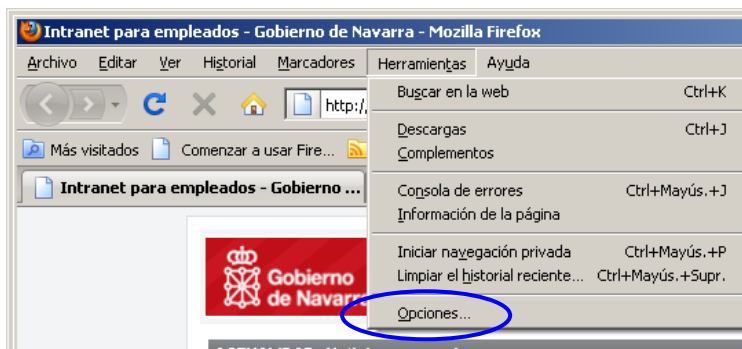 Intranet para empleados - Gobierno de Navarra - Mozilla Firefox
Archivo Editar Ver Historial Marcadores Herramientas Ayuda
http:/
Más visitados Comenzar a usar Fire...
Intranet para empleados - Gobierno ...
Buscar en la web Ctrl+K
Descargas Ctrl+J
Complementos
Consola de errores Ctrl+Mayús.+J
Información de la página
Iniciar navegación privada Ctrl+Mayús.+P
Limpiar el historial reciente... Ctrl+Mayús.+Supr.
Opciones...
Gobierno
de Navarra